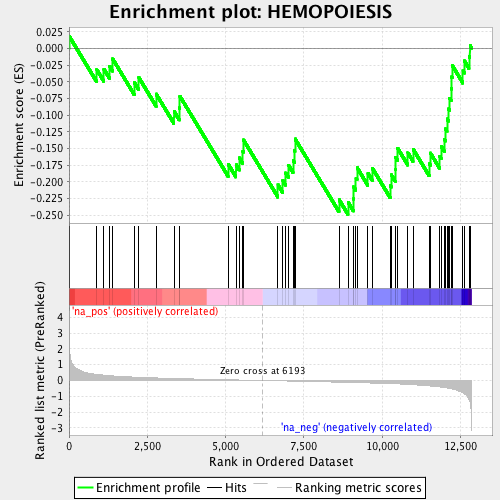 Enrichment plot: HEMOPOIESIS
Enrichment score (ES)
0.025
0.000
-0.025
-0.050
-0.075
-0.100
-0.125
-0.150
-0.175
-0.200
-0.225
-0.250
'na_pos' (positively correlated)
Ranked list metric (PreRanked)
4
3
2
1
0
-1
-2
-3
Zero cross at 6193
'na_neg' (negatively correlated)
0 2,500 5,000 7,500 10,000 12,500
Rank in Ordered Dataset
Enrichment profile Hits Ranking metric scores